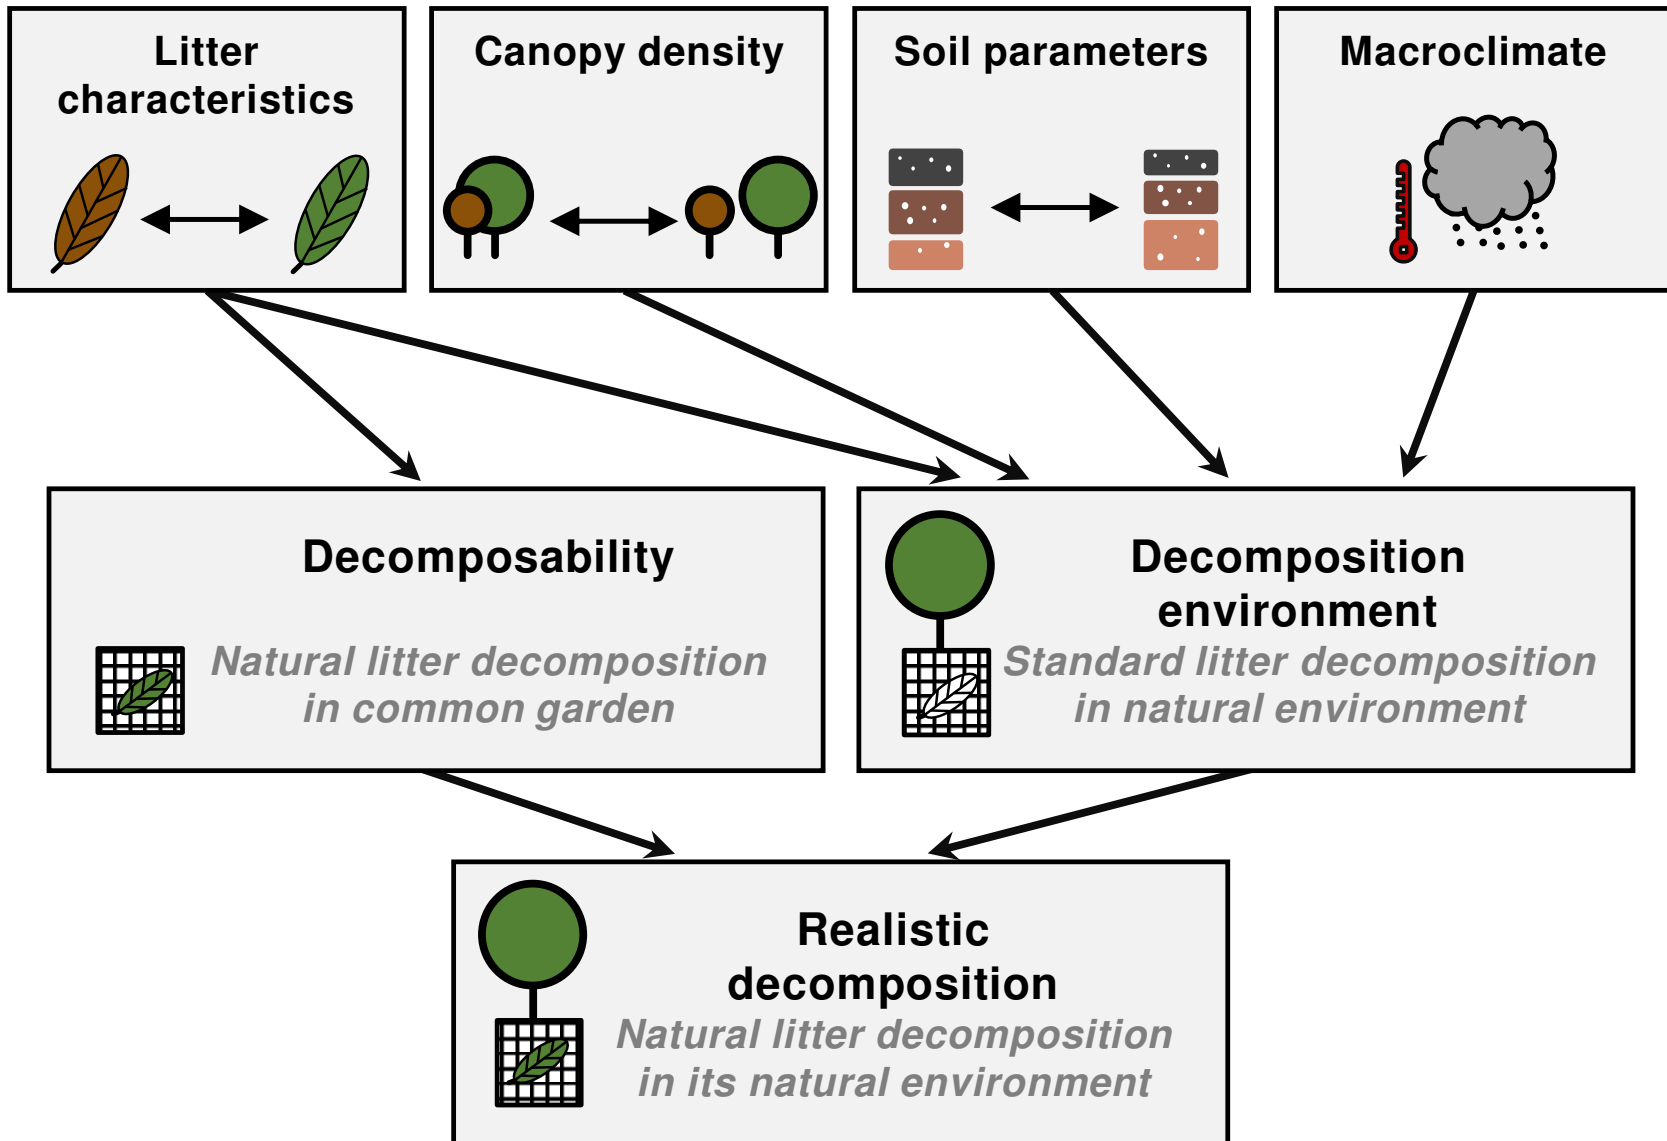 Litter
characteristics
Canopy density
Soil parameters
Macroclimate
Decomposability
Natural litter decomposition
in common garden
Decomposition
environment
Standard litter decomposition
in natural environment
Realistic
decomposition
Natural litter decomposition
in its natural environment